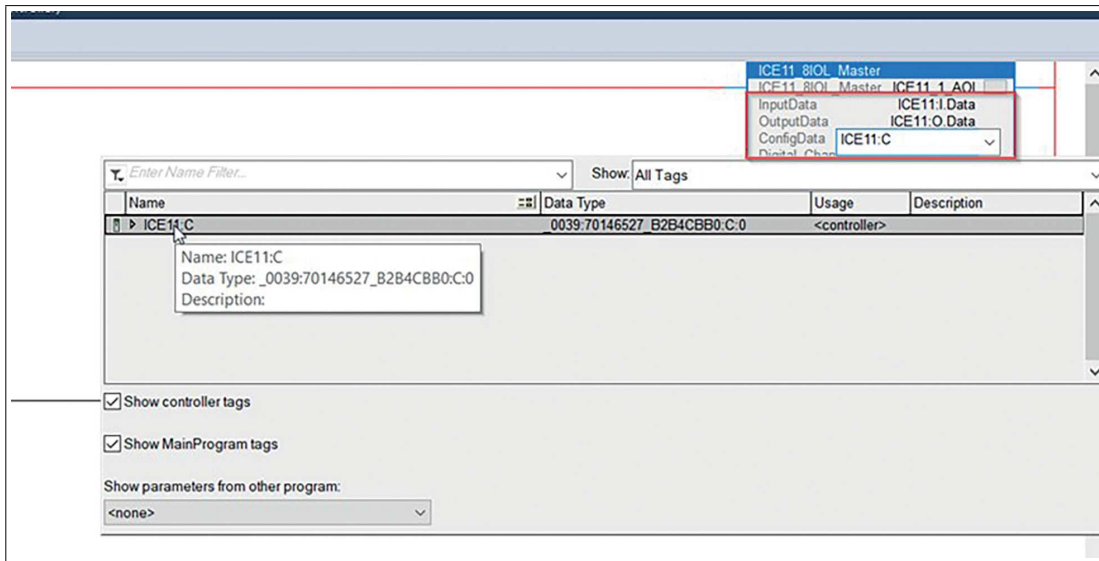 ICE11_8IOL_Master
ICE11_8IOL_Master ICE11_1_AOI
InputData ICE11:I.Data
OutputData ICE11:O.Data
ConfigData ICE11:C
Enter Name Filter... Show: All Tags
Name Data Type Usage Description
ICE11:C _0039:70146527_B2B4CBB0:C:0 <controller>
Name: ICE11:C
Data Type: _0039:70146527_B2B4CBB0:C:0
Description:
Show controller tags
Show MainProgram tags
Show parameters from other program:
<none>